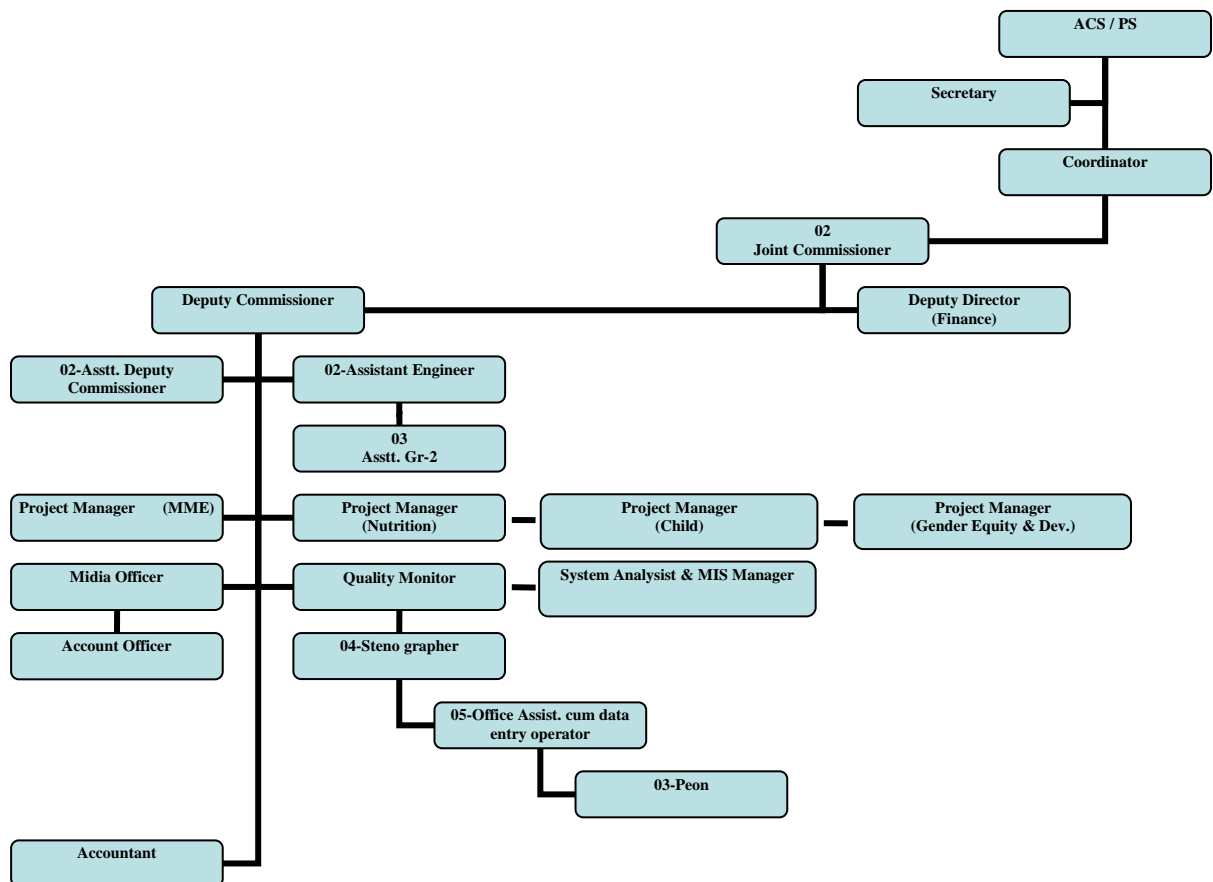 ACS / PS
Secretary
Coordinator
02
Joint Commissioner
Deputy Commissioner
Deputy Director
(Finance)
02-Asstt. Deputy
Commissioner
02-Assistant Engineer
03
Asstt. Gr-2
Project Manager (MME)
Project Manager
(Nutrition)
Project Manager
(Child)
Project Manager
(Gender Equity & Dev.)
Midia Officer
Quality Monitor
System Analysist & MIS Manager
Account Officer
04-Steno grapher
05-Office Assist. cum data
entry operator
03-Peon
Accountant